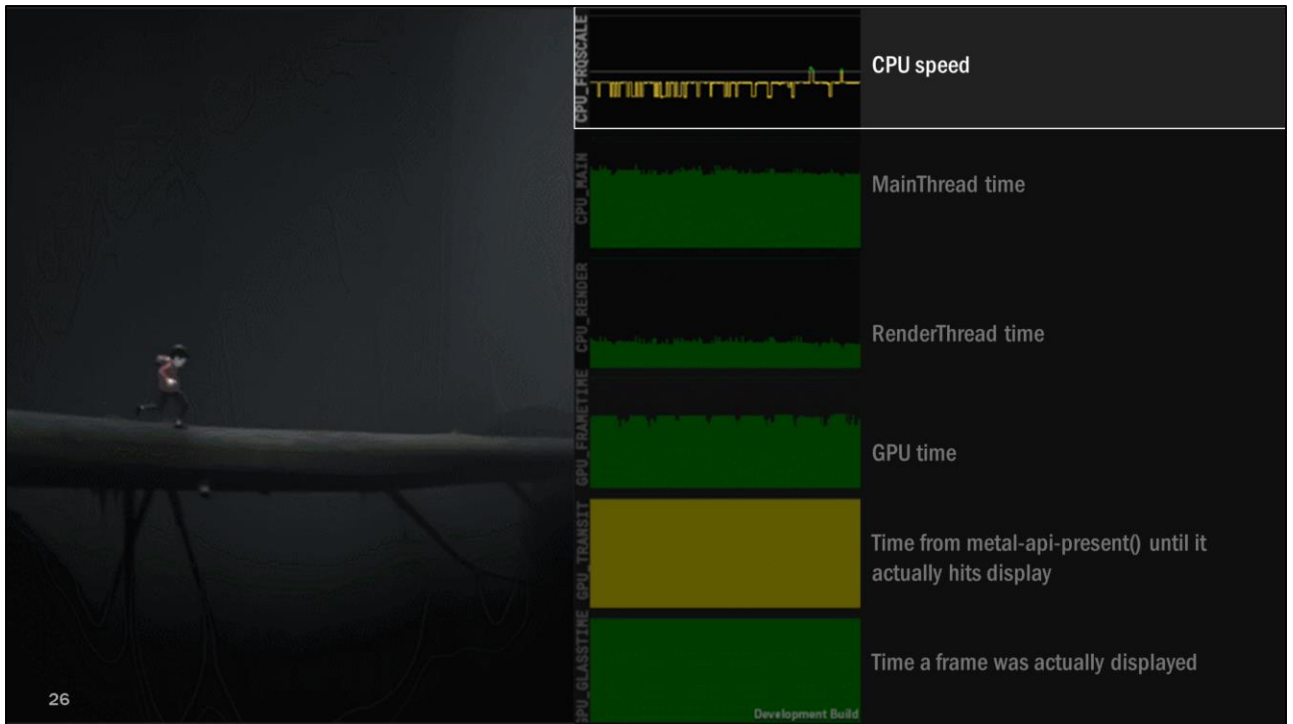 CPU_FRQSCALE
CPU speed
CPU_MAIN
MainThread time
CPU_RENDER
RenderThread time
GPU_FRAMETIME
GPU time
GPU_TRANSIT
Time from metal-api-present() until it
actually hits display
GPU_GLASSTIME
Time a frame was actually displayed
Development Build
26